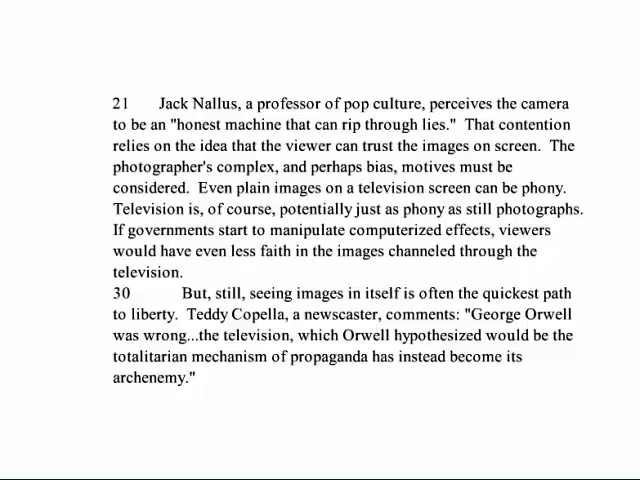 21 Jack Nallus, a professor of pop culture, perceives the camera
to be an "honest machine that can rip through lies." That contention
relies on the idea that the viewer can trust the images on screen. The
photographer's complex, and perhaps bias, motives must be
considered. Even plain images on a television screen can be phony.
Television is, of course, potentially just as phony as still photographs.
If governments start to manipulate computerized effects, viewers
would have even less faith in the images channeled through the
television.
30 But, still, seeing images in itself is often the quickest path
to liberty. Teddy Copella, a newscaster, comments: "George Orwell
was wrong...the television, which Orwell hypothesized would be the
totalitarian mechanism of propaganda has instead become its
archenemy."